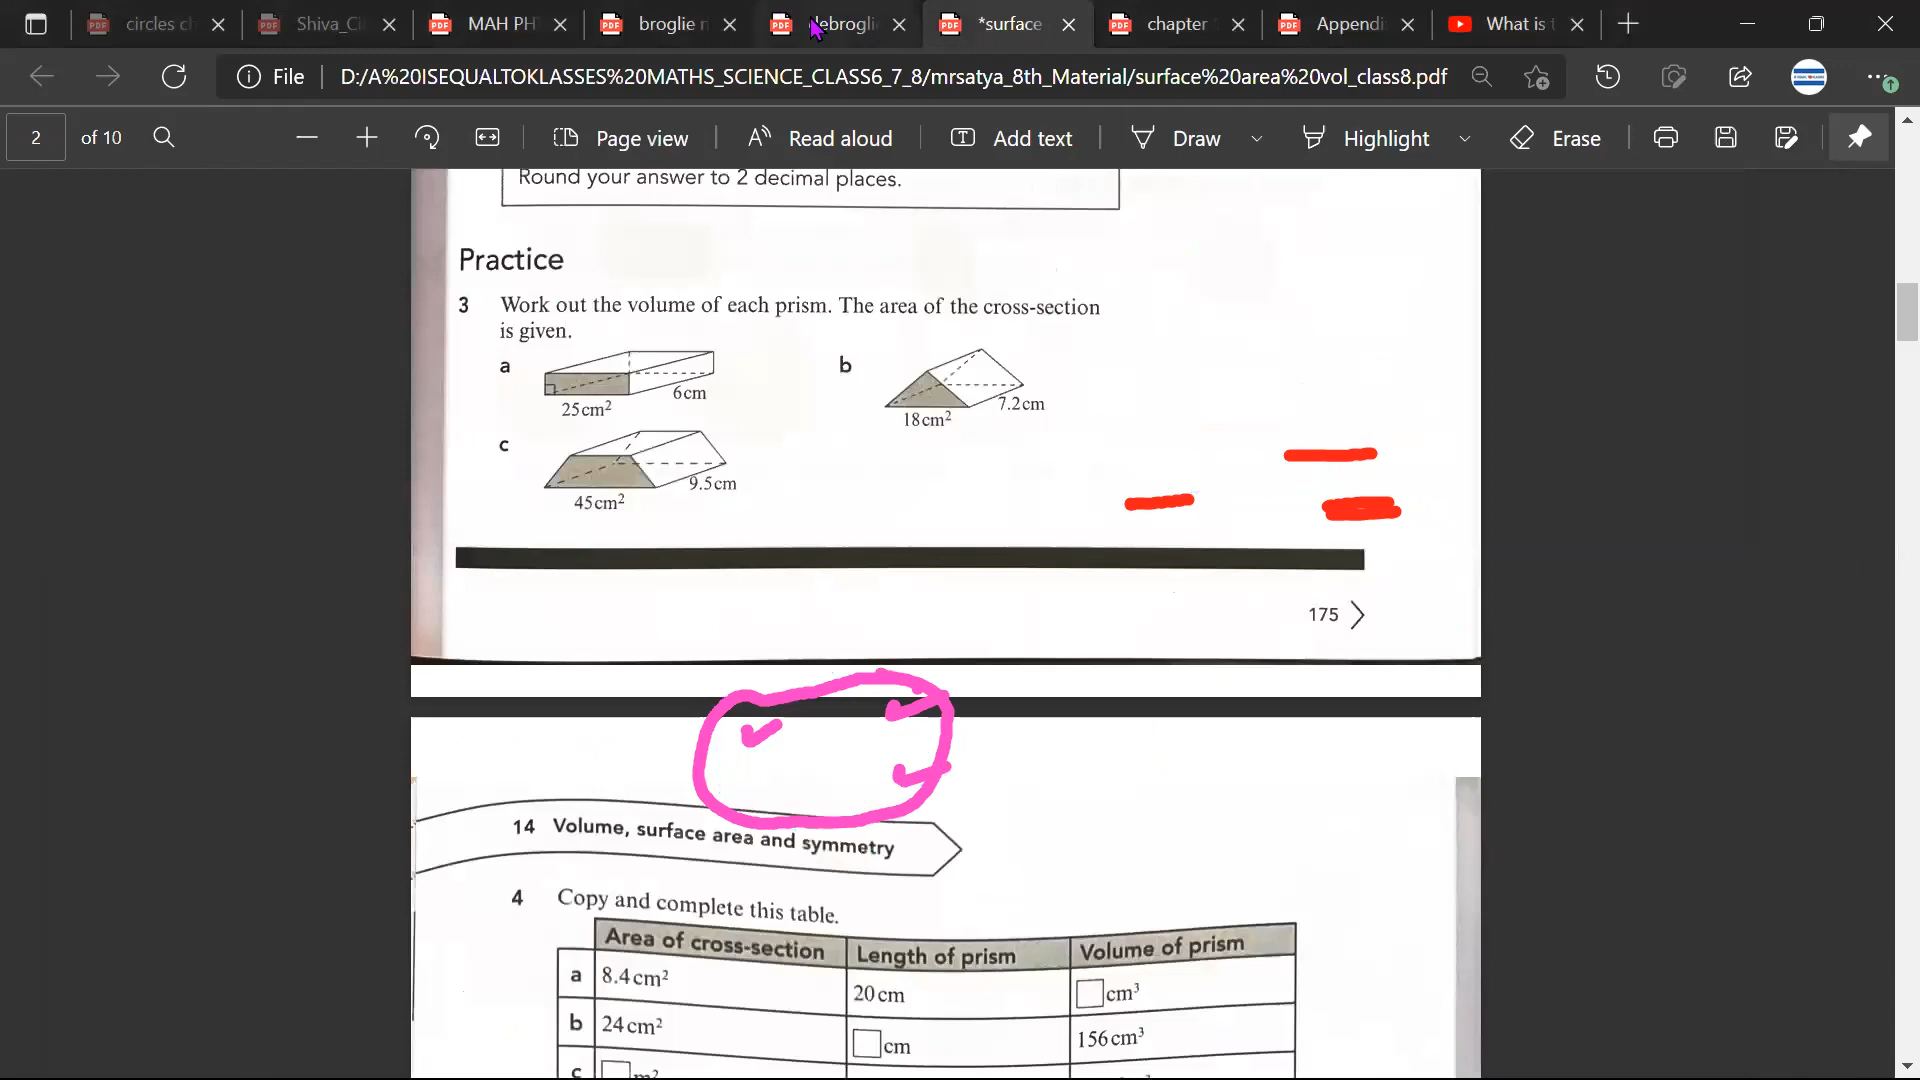 circles ch
Shiva_Ci
MAH PH
broglie r
debroglie
*surface
chapter
Appendi
What is t
File
D:/A%20ISEQUALTOKLASSES%20MATHS_SCIENCE_CLASS6_7_8/mrsatya_8th_Material/surface%20area%20vol_class8.pdf
2 of 10
Page view
Read aloud
Add text
Draw
Highlight
Erase
Round your answer to 2 decimal places.
Practice
3 Work out the volume of each prism. The area of the cross-section
is given.
a
25cm²
6cm
b
18cm²
7.2cm
c
45cm²
9.5cm
175
14 Volume, surface area and symmetry
4 Copy and complete this table.
Area of cross-section Length of prism Volume of prism
a 8.4cm² 20cm cm³
b 24cm² cm 156cm³
c m²